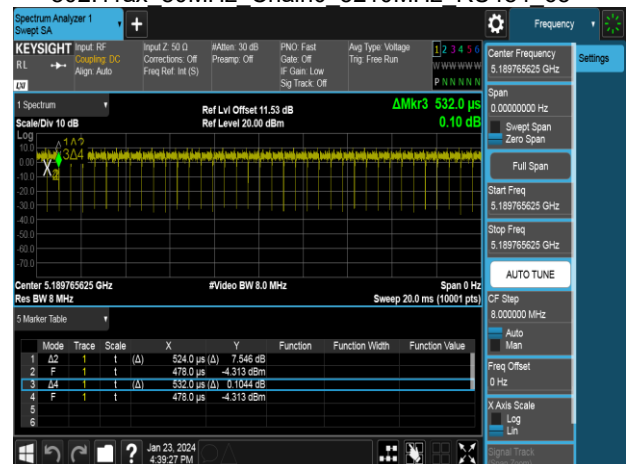 Spectrum Analyzer 1
Swept SA
+
Frequency
KEYSIGHT
RL
LXI
Input: RF
Coupling: DC
Align: Auto
Input Z: 50 Ω
Corrections: Off
Freq Ref: Int (S)
#Atten: 30 dB
Preamp: Off
PNO: Fast
Gate: Off
IF Gain: Low
Sig Track: Off
Avg Type: Voltage
Trig: Free Run
1 2 3 4 5 6
W W W W W W
P N N N N N
Center Frequency
5.189765625 GHz
Settings
Span
0.00000000 Hz
Swept Span
Zero Span
Full Span
Start Freq
5.189765625 GHz
Stop Freq
5.189765625 GHz
AUTO TUNE
CF Step
8.000000 MHz
Auto
Man
Freq Offset
0 Hz
X Axis Scale
Log
Lin
Signal Track
1 Spectrum
Scale/Div 10 dB
Ref Lvl Offset 11.53 dB
Ref Level 20.00 dBm
ΔMkr3 532.0 µs
0.10 dB
Log
10.0
0.00
-10.0
-20.0
-30.0
-40.0
-50.0
-60.0
-70.0
1Δ2
3Δ4
X
Center 5.189765625 GHz
Res BW 8 MHz
#Video BW 8.0 MHz
Span 0 Hz
Sweep 20.0 ms (10001 pts)
5 Marker Table
Mode Trace Scale X Y Function Function Width Function Value
1 Δ2 1 t (Δ) 524.0 µs (Δ) 7.546 dB
2 F 1 t 478.0 µs -4.313 dBm
3 Δ4 1 t (Δ) 532.0 µs (Δ) 0.1044 dB
4 F 1 t 478.0 µs -4.313 dBm
5
6
?
Jan 23, 2024
4:39:27 PM